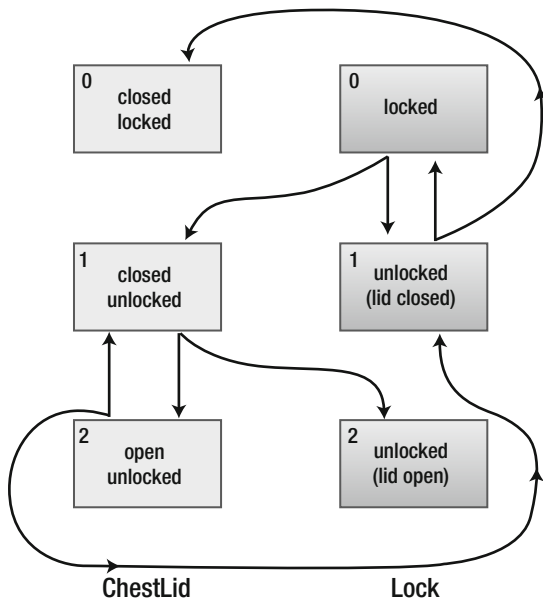 0
closed
locked
0
locked
1
closed
unlocked
1
unlocked
(lid closed)
2
open
unlocked
2
unlocked
(lid open)
ChestLid
Lock